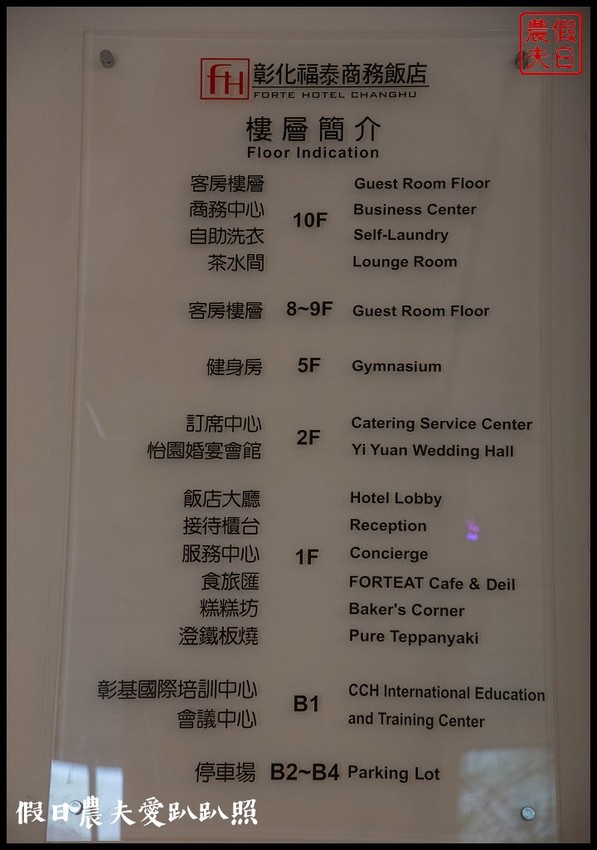 假日農夫
FH 彰化福泰商務飯店
FORTE HOTEL CHANGHU
樓層簡介
Floor Indication
客房樓層 Guest Room Floor
商務中心 10F Business Center
自助洗衣 Self-Laundry
茶水間 Lounge Room
客房樓層 8~9F Guest Room Floor
健身房 5F Gymnasium
訂席中心 2F Catering Service Center
怡園婚宴會館 Yi Yuan Wedding Hall
飯店大廳 Hotel Lobby
接待櫃台 Reception
服務中心 1F Concierge
食旅匯 FORTEAT Cafe & Deil
糕糕坊 Baker's Corner
澄鐵板燒 Pure Teppanyaki
彰基國際培訓中心 B1 CCH International Education
會議中心 and Training Center
停車場 B2~B4 Parking Lot
假日農夫愛趴趴照